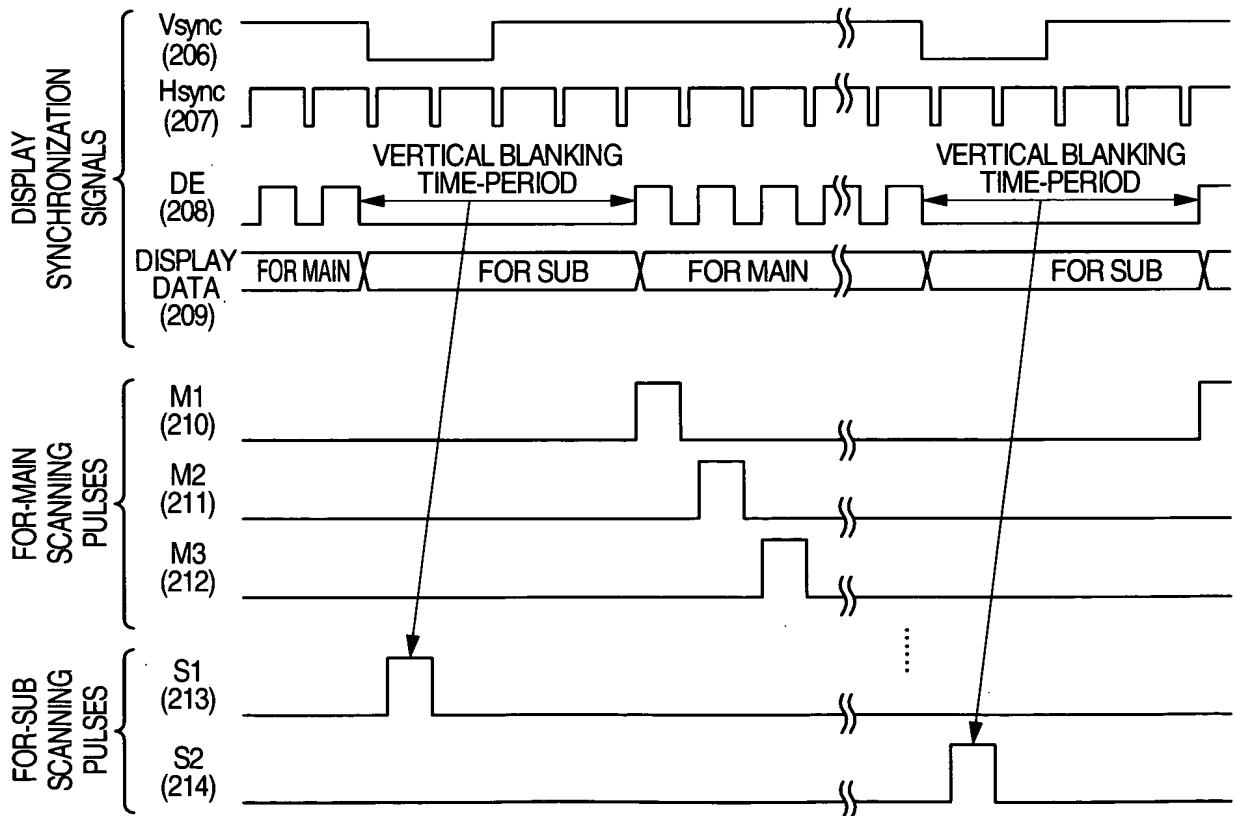 DISPLAY
SYNCHRONIZATION
SIGNALS
Vsync
(206)
Hsync
(207)
VERTICAL BLANKING
TIME-PERIOD
VERTICAL BLANKING
TIME-PERIOD
DE
(208)
DISPLAY
DATA
(209)
FOR MAIN
FOR SUB
FOR MAIN
FOR SUB
FOR-MAIN
SCANNING
PULSES
M1
(210)
M2
(211)
M3
(212)
FOR-SUB
SCANNING
PULSES
S1
(213)
S2
(214)